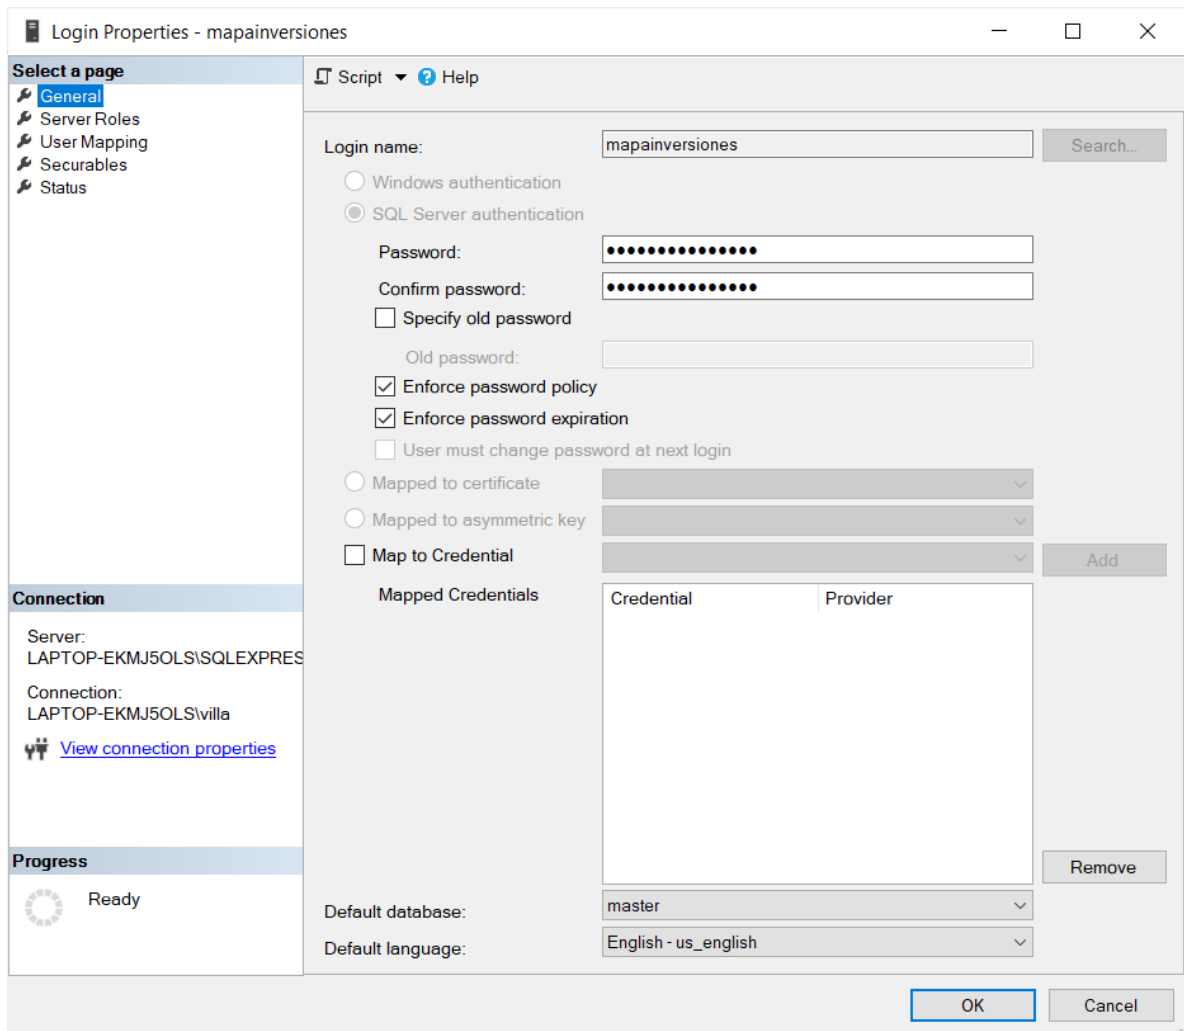 Login Properties - mapainversiones
Select a page
General
Server Roles
User Mapping
Securables
Status
Script
Help
Login name:
mapainversiones
Search...
Windows authentication
SQL Server authentication
Password:
●●●●●●●●●●●●●●●
Confirm password:
●●●●●●●●●●●●●●●
Specify old password
Old password:
Enforce password policy
Enforce password expiration
User must change password at next login
Mapped to certificate
Mapped to asymmetric key
Map to Credential
Add
Mapped Credentials
Credential
Provider
Remove
Default database:
master
Default language:
English - us_english
Connection
Server:
LAPTOP-EKMJ5OLS\SQLEXPRES
Connection:
LAPTOP-EKMJ5OLS\villa
View connection properties
Progress
Ready
OK
Cancel